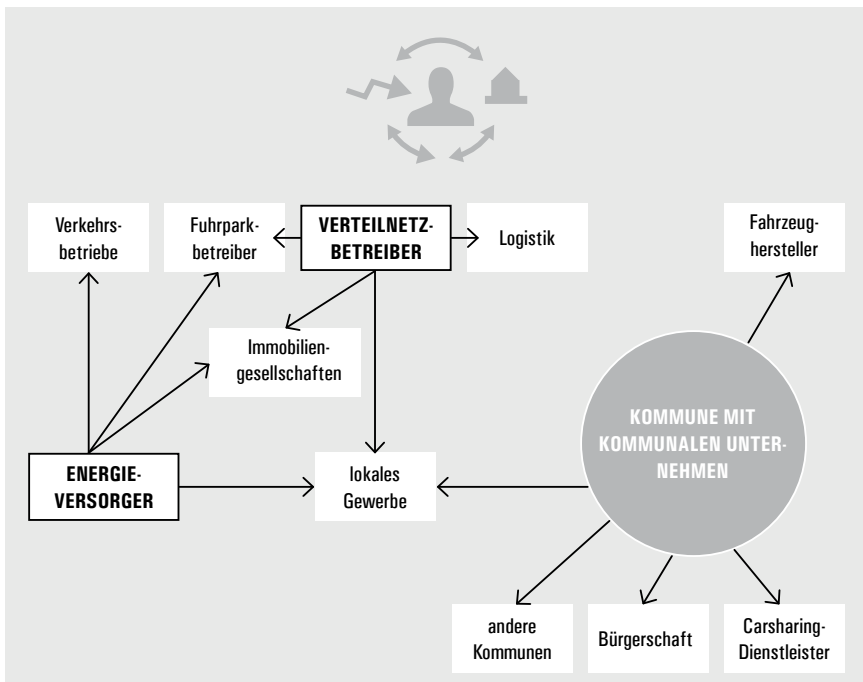 Verkehrs-
betriebe
Fuhrpark-
betreiber
VERTEILNETZ-
BETREIBER
Logistik
Fahrzeug-
hersteller
Immobilien-
gesellschaften
KOMMUNE MIT
KOMMUNALEN UNTER-
NEHMEN
ENERGIE-
VERSORGER
lokales
Gewerbe
andere
Kommunen
Bürgerschaft
Carsharing-
Dienstleister